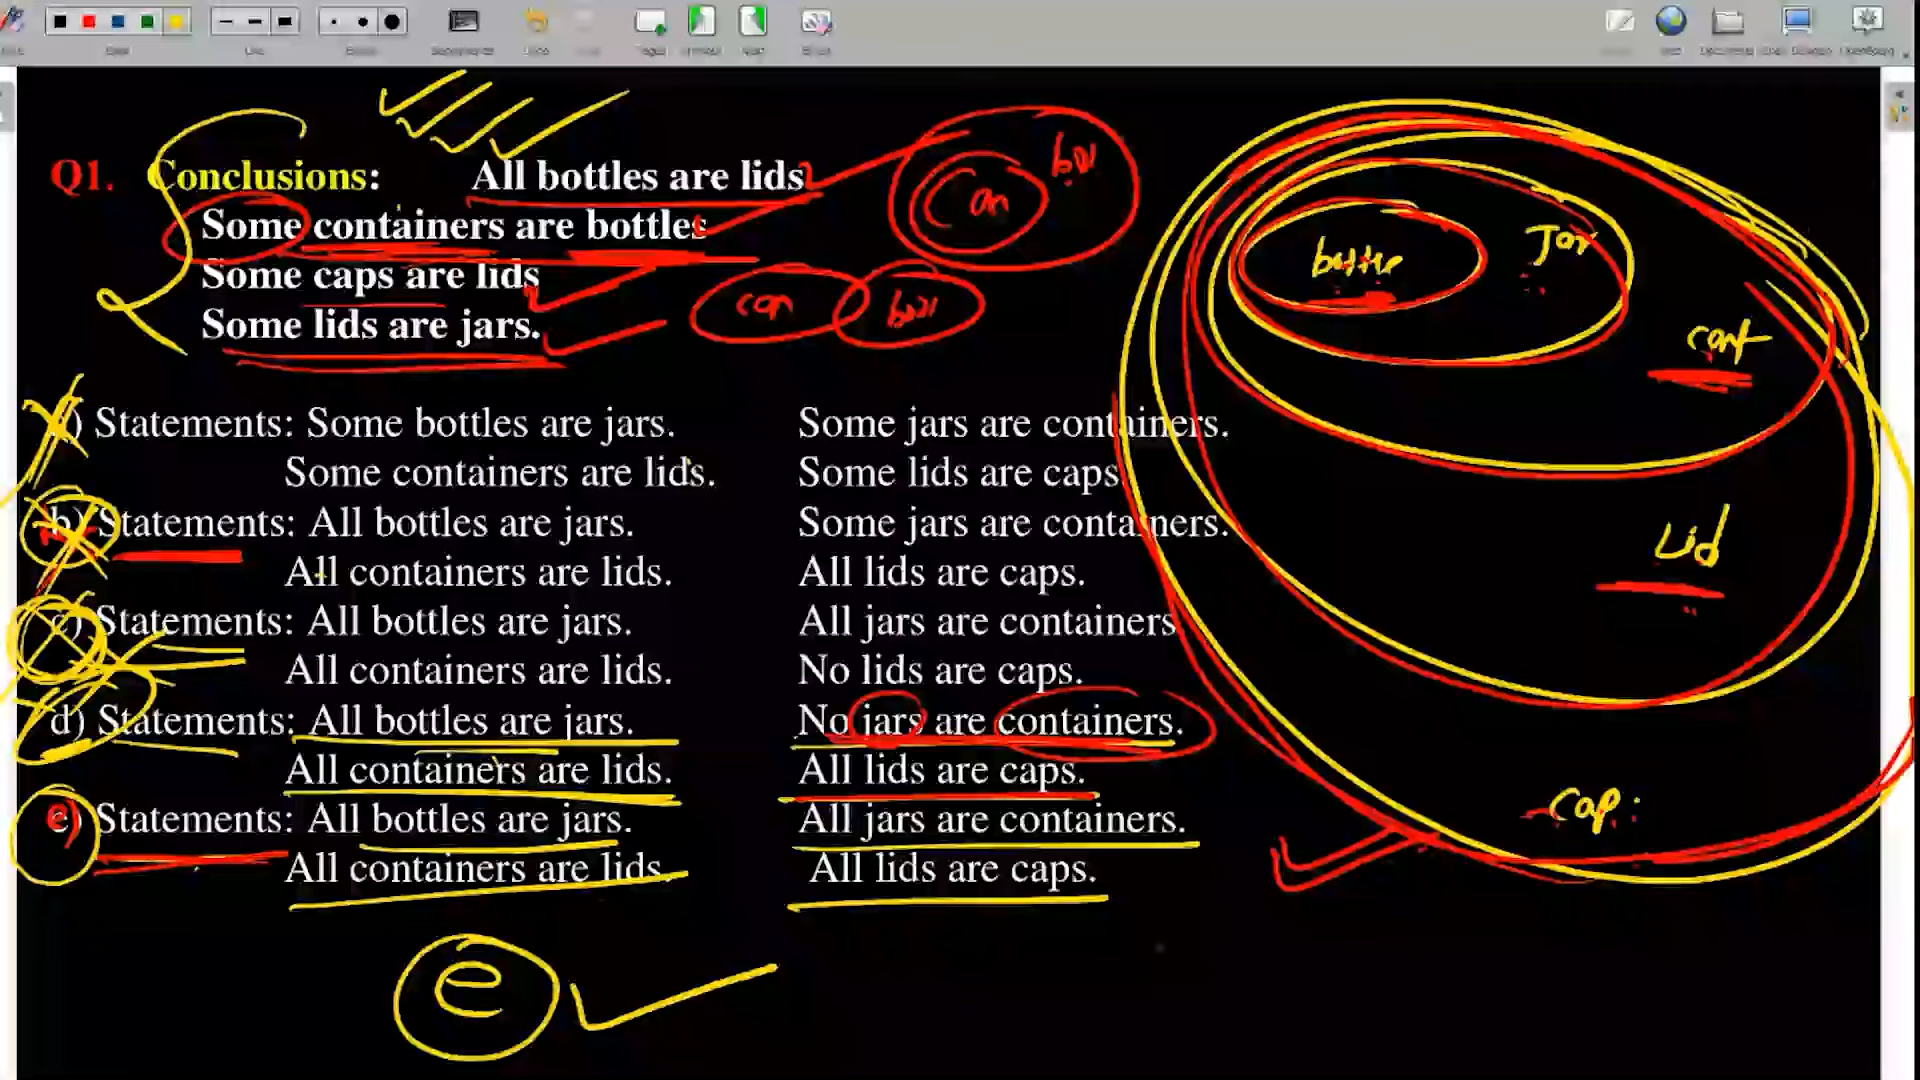 Q1. Conclusions: All bottles are lids
Some containers are bottles
Some caps are lids
Some lids are jars.
con bot
con bot
bottle Jar
cont
Lid
cap
Statements: Some bottles are jars. Some jars are containers.
Some containers are lids. Some lids are caps
b) Statements: All bottles are jars. Some jars are containers.
All containers are lids. All lids are caps.
c) Statements: All bottles are jars. All jars are containers
All containers are lids. No lids are caps.
d) Statements: All bottles are jars. No jars are containers.
All containers are lids. All lids are caps.
e) Statements: All bottles are jars. All jars are containers.
All containers are lids. All lids are caps.
e